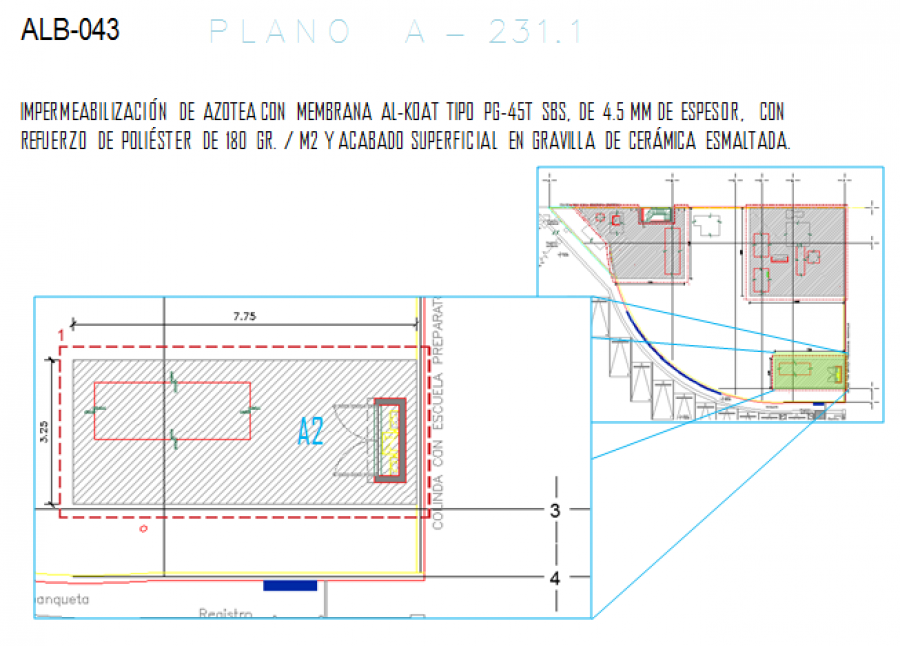 ALB-043
PLANO A - 231.1
IMPERMEABILIZACIÓN DE AZOTEA CON MEMBRANA AL-KOAT TIPO PG-45T SBS, DE 4.5 MM DE ESPESOR, CON
REFUERZO DE POLIÉSTER DE 180 GR. / M2 Y ACABADO SUPERFICIAL EN GRAVILLA DE CERÁMICA ESMALTADA.
7.75
1
3.25
A2
COLINDA CON ESCUELA PREPARAT
3
4
anqueta
Registro